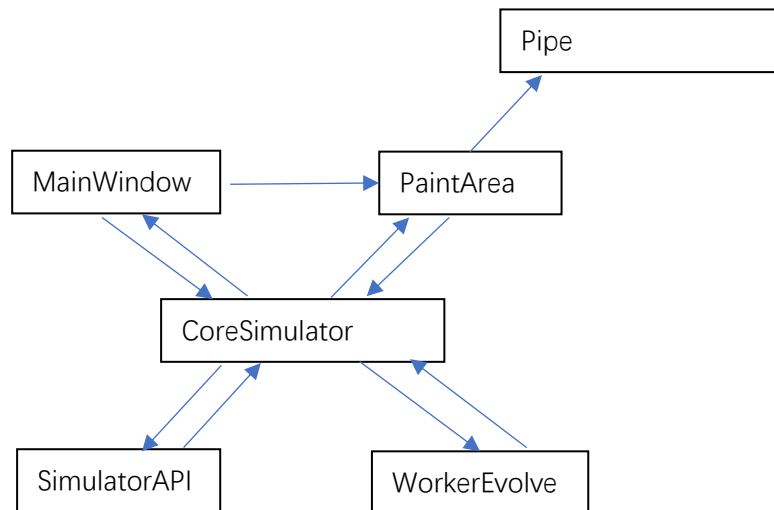 Pipe
MainWindow
PaintArea
CoreSimulator
SimulatorAPI
WorkerEvolve